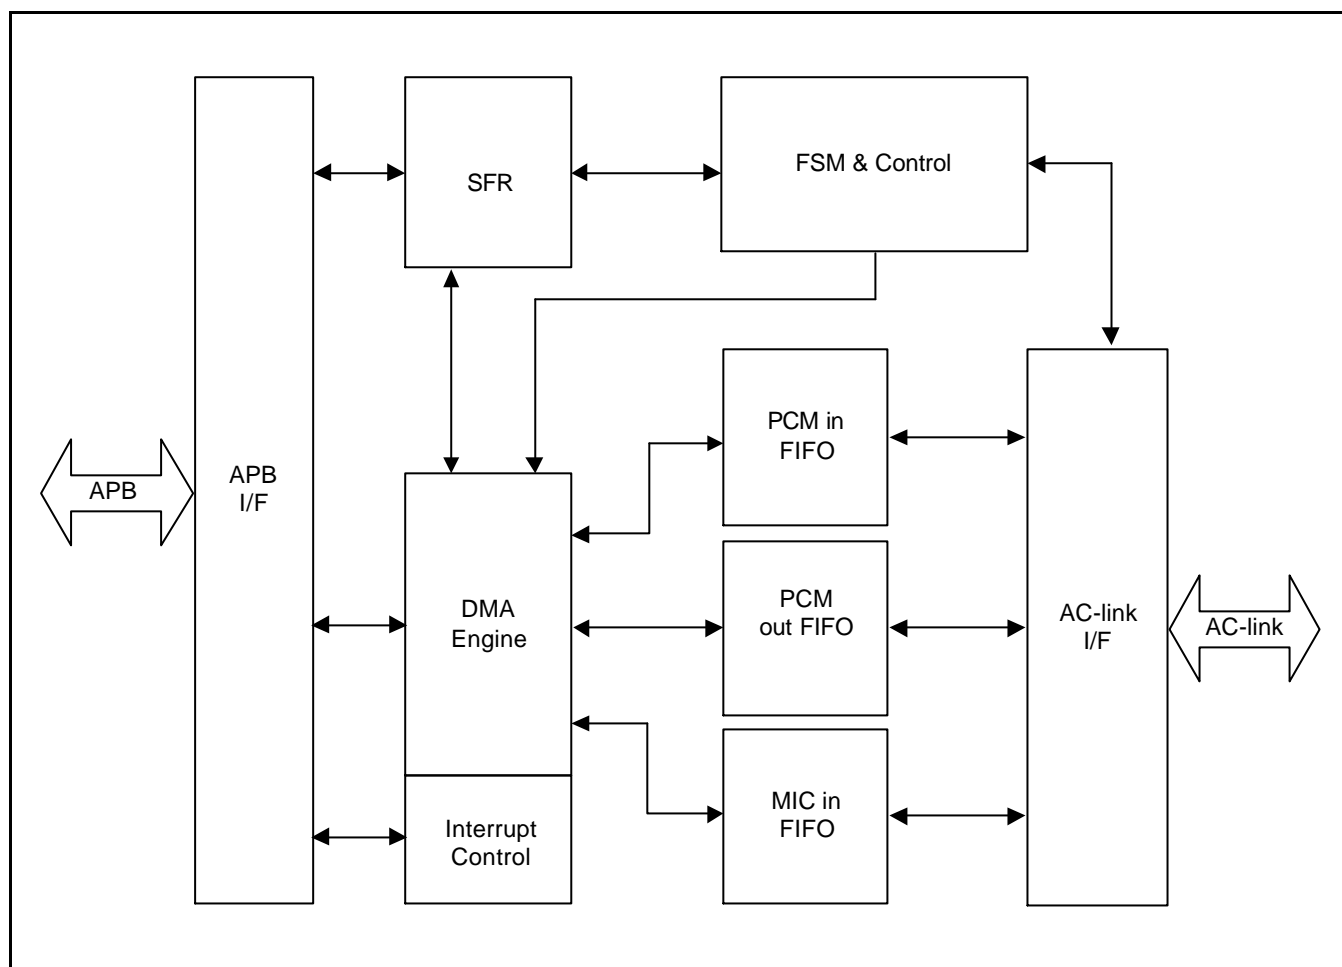 SFR
FSM & Control
PCM in
FIFO
APB
APB
I/F
DMA
Engine
PCM
out FIFO
AC-link
I/F
AC-link
MIC in
FIFO
Interrupt
Control